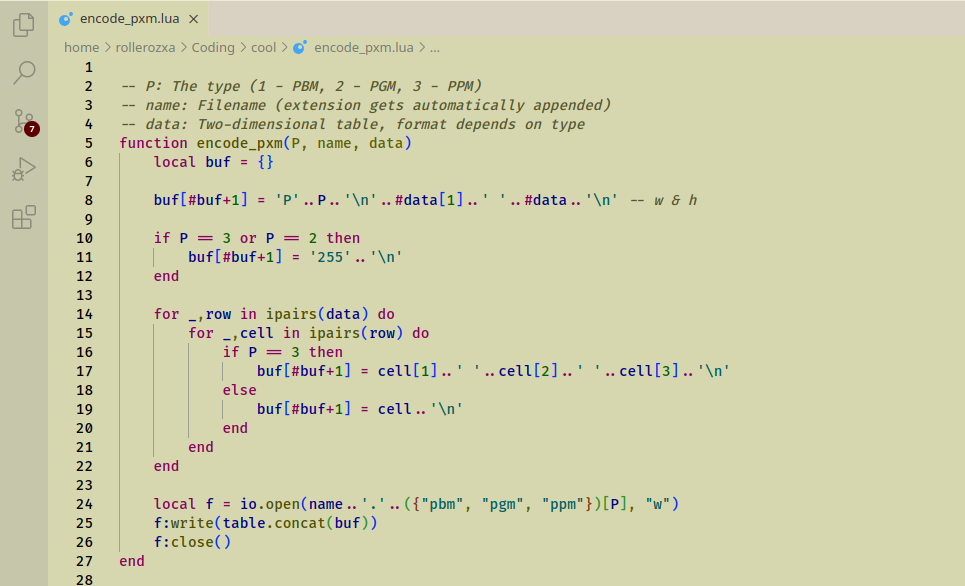 encode_pxm.lua
home > rollerozxa > Coding > cool > encode_pxm.lua > ...
1
2 -- P: The type (1 - PBM, 2 - PGM, 3 - PPM)
3 -- name: Filename (extension gets automatically appended)
4 -- data: Two-dimensional table, format depends on type
5 function encode_pxm(P, name, data)
6     local buf = {}
7
8     buf[#buf+1] = 'P'..P..'\n'..#data[1]..' '..#data..'\n' -- w & h
9
10     if P == 3 or P == 2 then
11         buf[#buf+1] = '255'..'\n'
12     end
13
14     for _,row in ipairs(data) do
15         for _,cell in ipairs(row) do
16             if P == 3 then
17                 buf[#buf+1] = cell[1]..' '..cell[2]..' '..cell[3]..'\n'
18             else
19                 buf[#buf+1] = cell..'\n'
20             end
21         end
22     end
23
24     local f = io.open(name..'.'..({"pbm", "pgm", "ppm"})[P], "w")
25     f:write(table.concat(buf))
26     f:close()
27 end
28
7